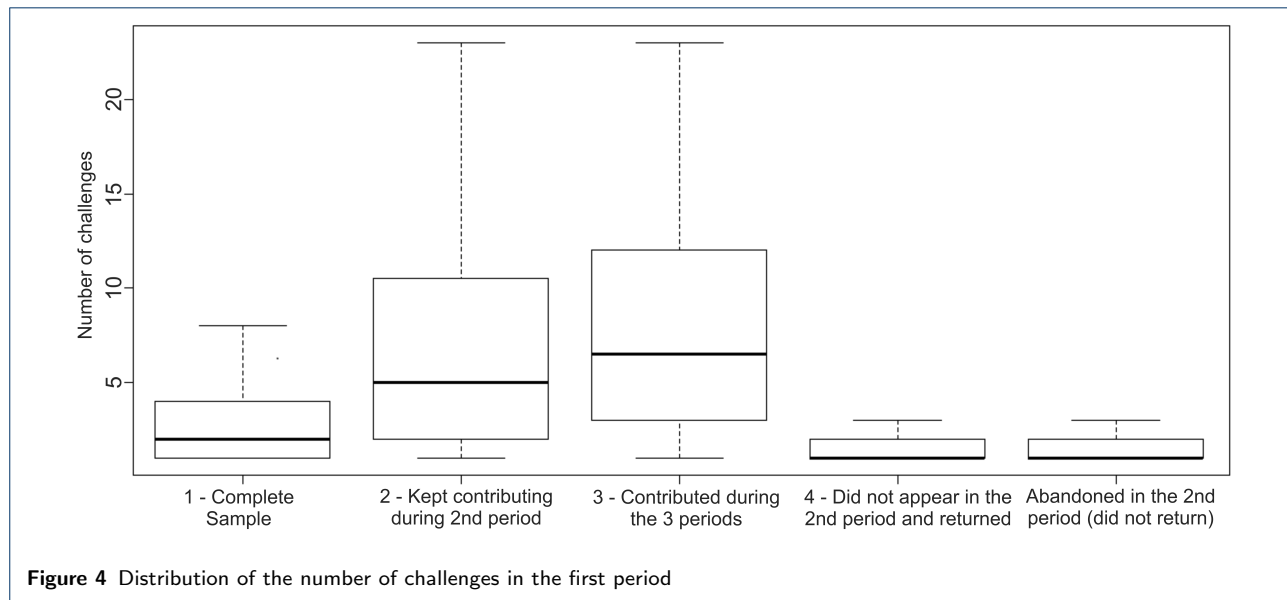 Number of challenges
20
15
10
5
1 - Complete
Sample
2 - Kept contributing
during 2nd period
3 - Contributed during
the 3 periods
4 - Did not appear in the
2nd period and returned
Abandoned in the 2nd
period (did not return)
Figure 4 Distribution of the number of challenges in the first period